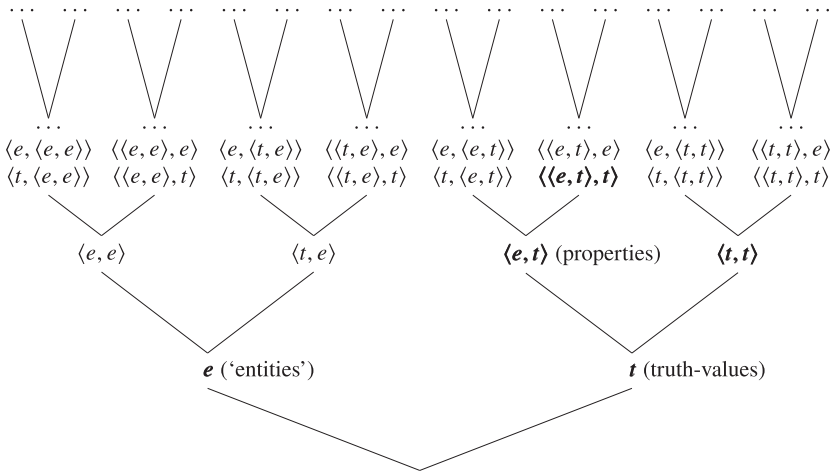 ... ... ... ... ... ... ... ... ... ... ... ... ... ... ... ...
... ... ... ... ... ... ... ...
⟨e, ⟨e, e⟩⟩ ⟨⟨e, e⟩, e⟩ ⟨e, ⟨t, e⟩⟩ ⟨⟨t, e⟩, e⟩ ⟨e, ⟨e, t⟩⟩ ⟨⟨e, t⟩, e⟩ ⟨e, ⟨t, t⟩⟩ ⟨⟨t, t⟩, e⟩
⟨t, ⟨e, e⟩⟩ ⟨⟨e, e⟩, t⟩ ⟨t, ⟨t, e⟩⟩ ⟨⟨t, e⟩, t⟩ ⟨t, ⟨e, t⟩⟩ ⟨⟨e, t⟩, t⟩ ⟨t, ⟨t, t⟩⟩ ⟨⟨t, t⟩, t⟩
⟨e, e⟩ ⟨t, e⟩ ⟨e, t⟩ (properties) ⟨t, t⟩
e (‘entities’) t (truth-values)